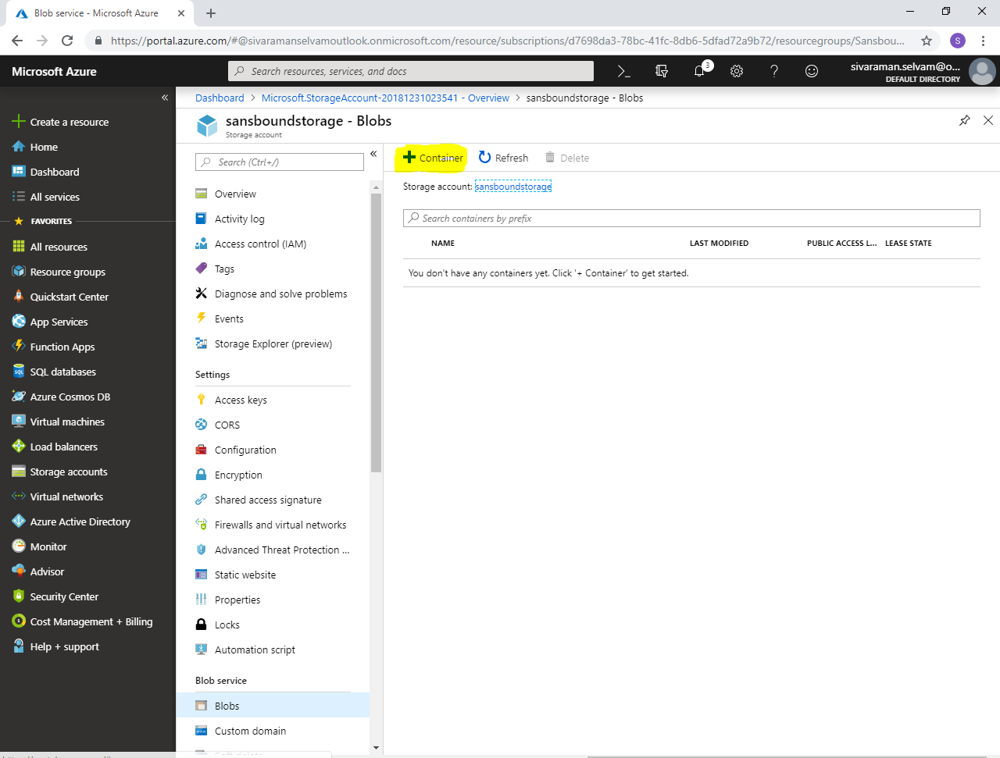 Blob service - Microsoft Azure
https://portal.azure.com/#@sivaramanselvamoutlook.onmicrosoft.com/resource/subscriptions/d7698da3-78bc-41fc-8db6-5dfad72a9b72/resourcegroups/Sansbou...
S
Microsoft Azure
Search resources, services, and docs
3
sivaraman.selvam@o...
DEFAULT DIRECTORY
Create a resource
Home
Dashboard
All services
FAVORITES
All resources
Resource groups
Quickstart Center
App Services
Function Apps
SQL databases
Azure Cosmos DB
Virtual machines
Load balancers
Storage accounts
Virtual networks
Azure Active Directory
Monitor
Advisor
Security Center
Cost Management + Billing
Help + support
Dashboard > Microsoft.StorageAccount-20181231023541 - Overview > sansboundstorage - Blobs
sansboundstorage - Blobs
Storage account
Search (Ctrl+/)
Overview
Activity log
Access control (IAM)
Tags
Diagnose and solve problems
Events
Storage Explorer (preview)
Settings
Access keys
CORS
Configuration
Encryption
Shared access signature
Firewalls and virtual networks
Advanced Threat Protection ...
Static website
Properties
Locks
Automation script
Blob service
Blobs
Custom domain
Container Refresh Delete
Storage account: sansboundstorage
Search containers by prefix
NAME LAST MODIFIED PUBLIC ACCESS L... LEASE STATE
You don't have any containers yet. Click '+ Container' to get started.